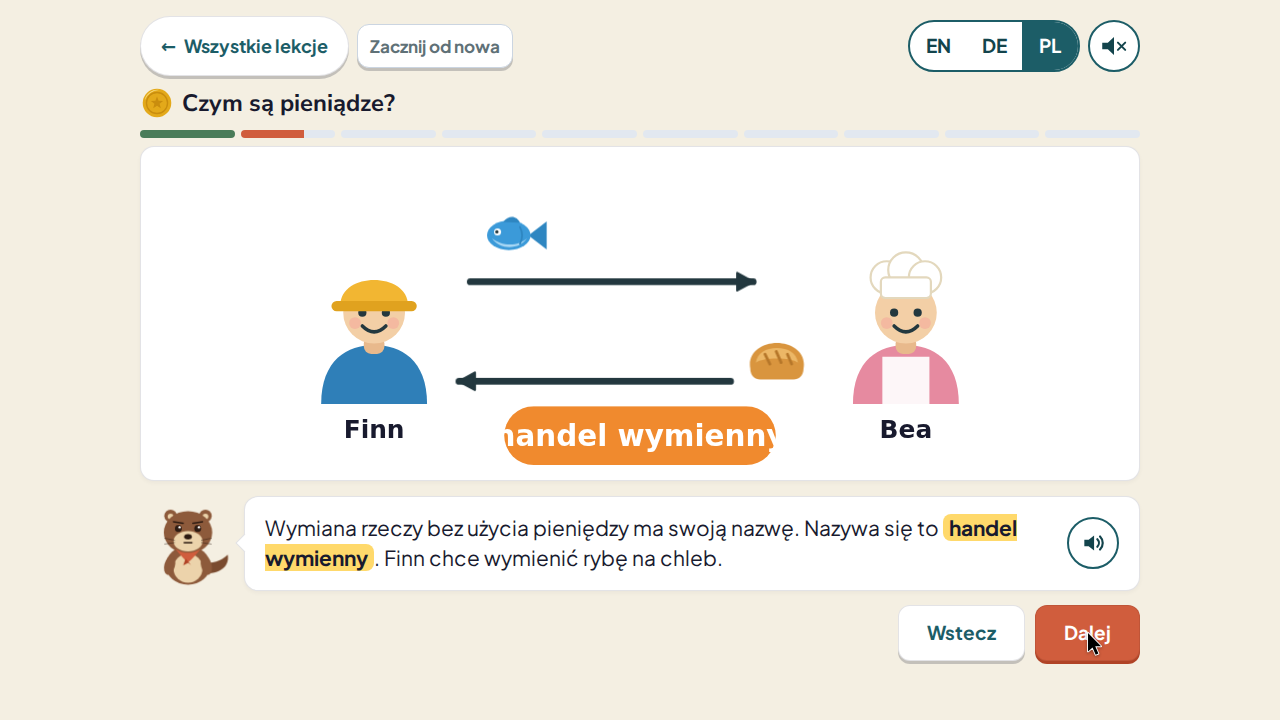 ← Wszystkie lekcje
Zacznij od nowa
EN DE PL
Czym są pieniądze?
Finn
handel wymienny
Bea
Wymiana rzeczy bez użycia pieniędzy ma swoją nazwę. Nazywa się to handel
wymienny. Finn chce wymienić rybę na chleb.
Wstecz
Dalej